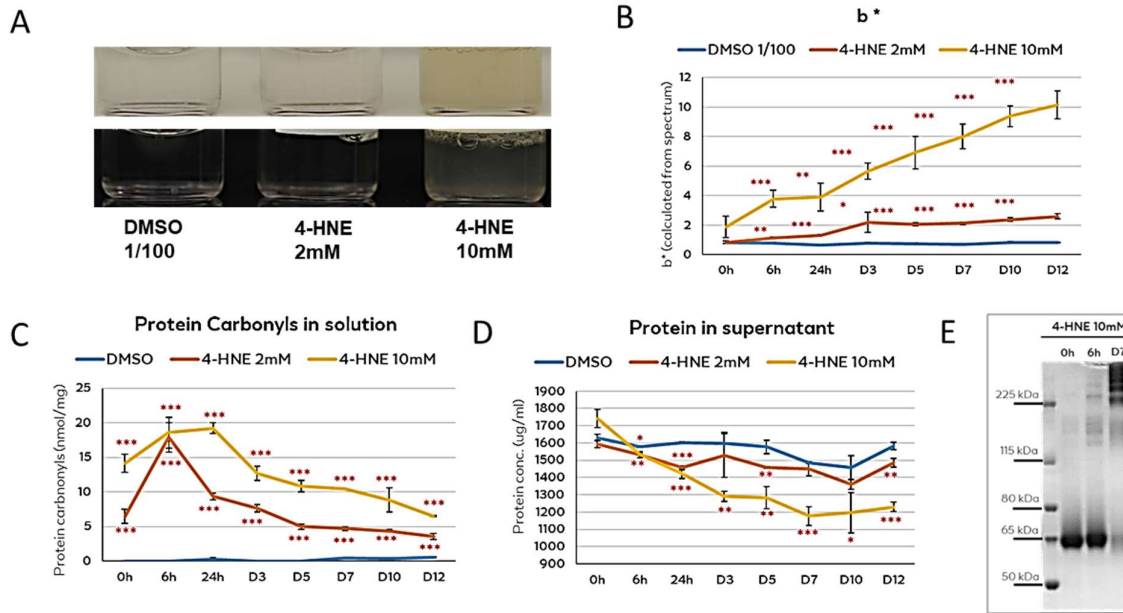 A
DMSO
1/100
4-HNE
2mM
4-HNE
10mM
B
b*
DMSO 1/100 4-HNE 2mM 4-HNE 10mM
b* (calculated from spectrum)
12
10
8
6
4
2
0
*** *** *** *** *** ** ***
** *** * *** *** *** ***
0h 6h 24h D3 D5 D7 D10 D12
C
Protein Carbonyls in solution
DMSO 4-HNE 2mM 4-HNE 10mM
Protein carbnonyls (nmol/mg)
25
20
15
10
5
0
*** *** *** *** *** *** *** ***
*** *** *** *** *** *** *** ***
0h 6h 24h D3 D5 D7 D10 D12
D
Protein in supernatant
DMSO 4-HNE 2mM 4-HNE 10mM
Protein conc. (ug/ml)
1900
1800
1700
1600
1500
1400
1300
1200
1100
1000
900
* *** ** **
** *** ** ** *** * ***
0h 6h 24h D3 D5 D7 D10 D12
E
4-HNE 10mM
0h 6h D7
225 kDa
115 kDa
80 kDa
65 kDa
50 kDa